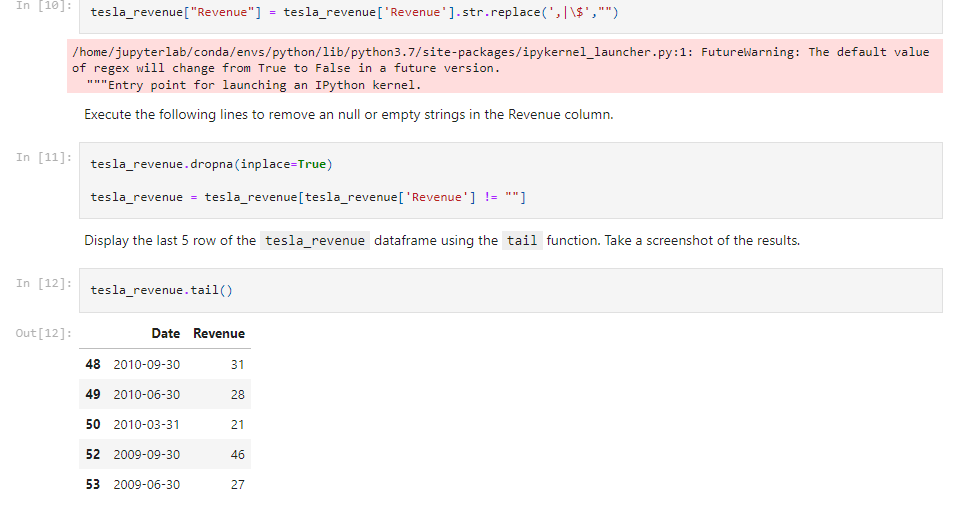 In [10]:
tesla_revenue["Revenue"] = tesla_revenue['Revenue'].str.replace(',|\$',"")
/home/jupyterlab/conda/envs/python/lib/python3.7/site-packages/ipykernel_launcher.py:1: FutureWarning: The default value
of regex will change from True to False in a future version.
"""Entry point for launching an IPython kernel.
Execute the following lines to remove an null or empty strings in the Revenue column.
In [11]:
tesla_revenue.dropna(inplace=True)
tesla_revenue = tesla_revenue[tesla_revenue['Revenue'] != ""]
Display the last 5 row of the tesla_revenue dataframe using the tail function. Take a screenshot of the results.
In [12]:
tesla_revenue.tail()
Out[12]:
Date Revenue
48 2010-09-30 31
49 2010-06-30 28
50 2010-03-31 21
52 2009-09-30 46
53 2009-06-30 27